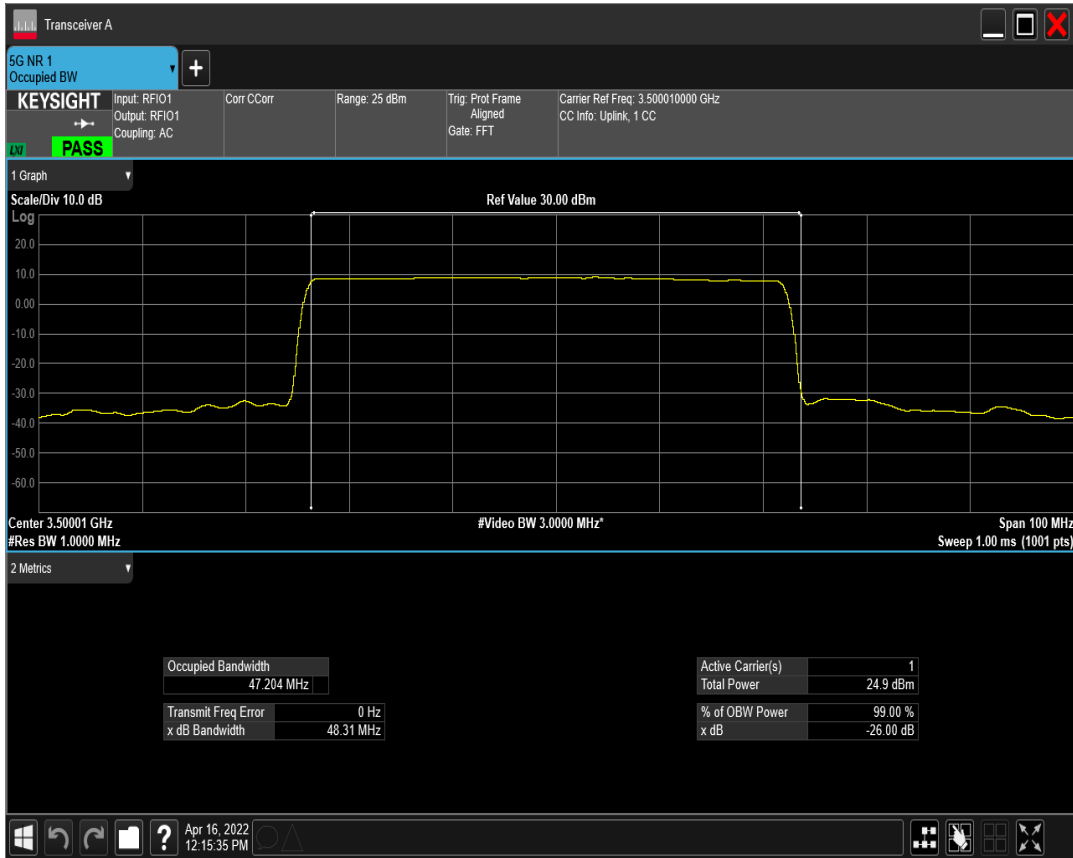 Transceiver A
5G NR 1
Occupied BW
KEYSIGHT
LXI
PASS
Input: RFIO1
Output: RFIO1
Coupling: AC
Corr CCorr
Range: 25 dBm
Trig: Prot Frame
Aligned
Gate: FFT
Carrier Ref Freq: 3.500010000 GHz
CC Info: Uplink, 1 CC
1 Graph
Scale/Div 10.0 dB
Ref Value 30.00 dBm
Log
20.0
10.0
0.00
-10.0
-20.0
-30.0
-40.0
-50.0
-60.0
Center 3.50001 GHz
#Video BW 3.0000 MHz*
Span 100 MHz
#Res BW 1.0000 MHz
Sweep 1.00 ms (1001 pts)
2 Metrics
Occupied Bandwidth
47.204 MHz
Transmit Freq Error 0 Hz
x dB Bandwidth 48.31 MHz
Active Carrier(s) 1
Total Power 24.9 dBm
% of OBW Power 99.00 %
x dB -26.00 dB
Apr 16, 2022
12:15:35 PM